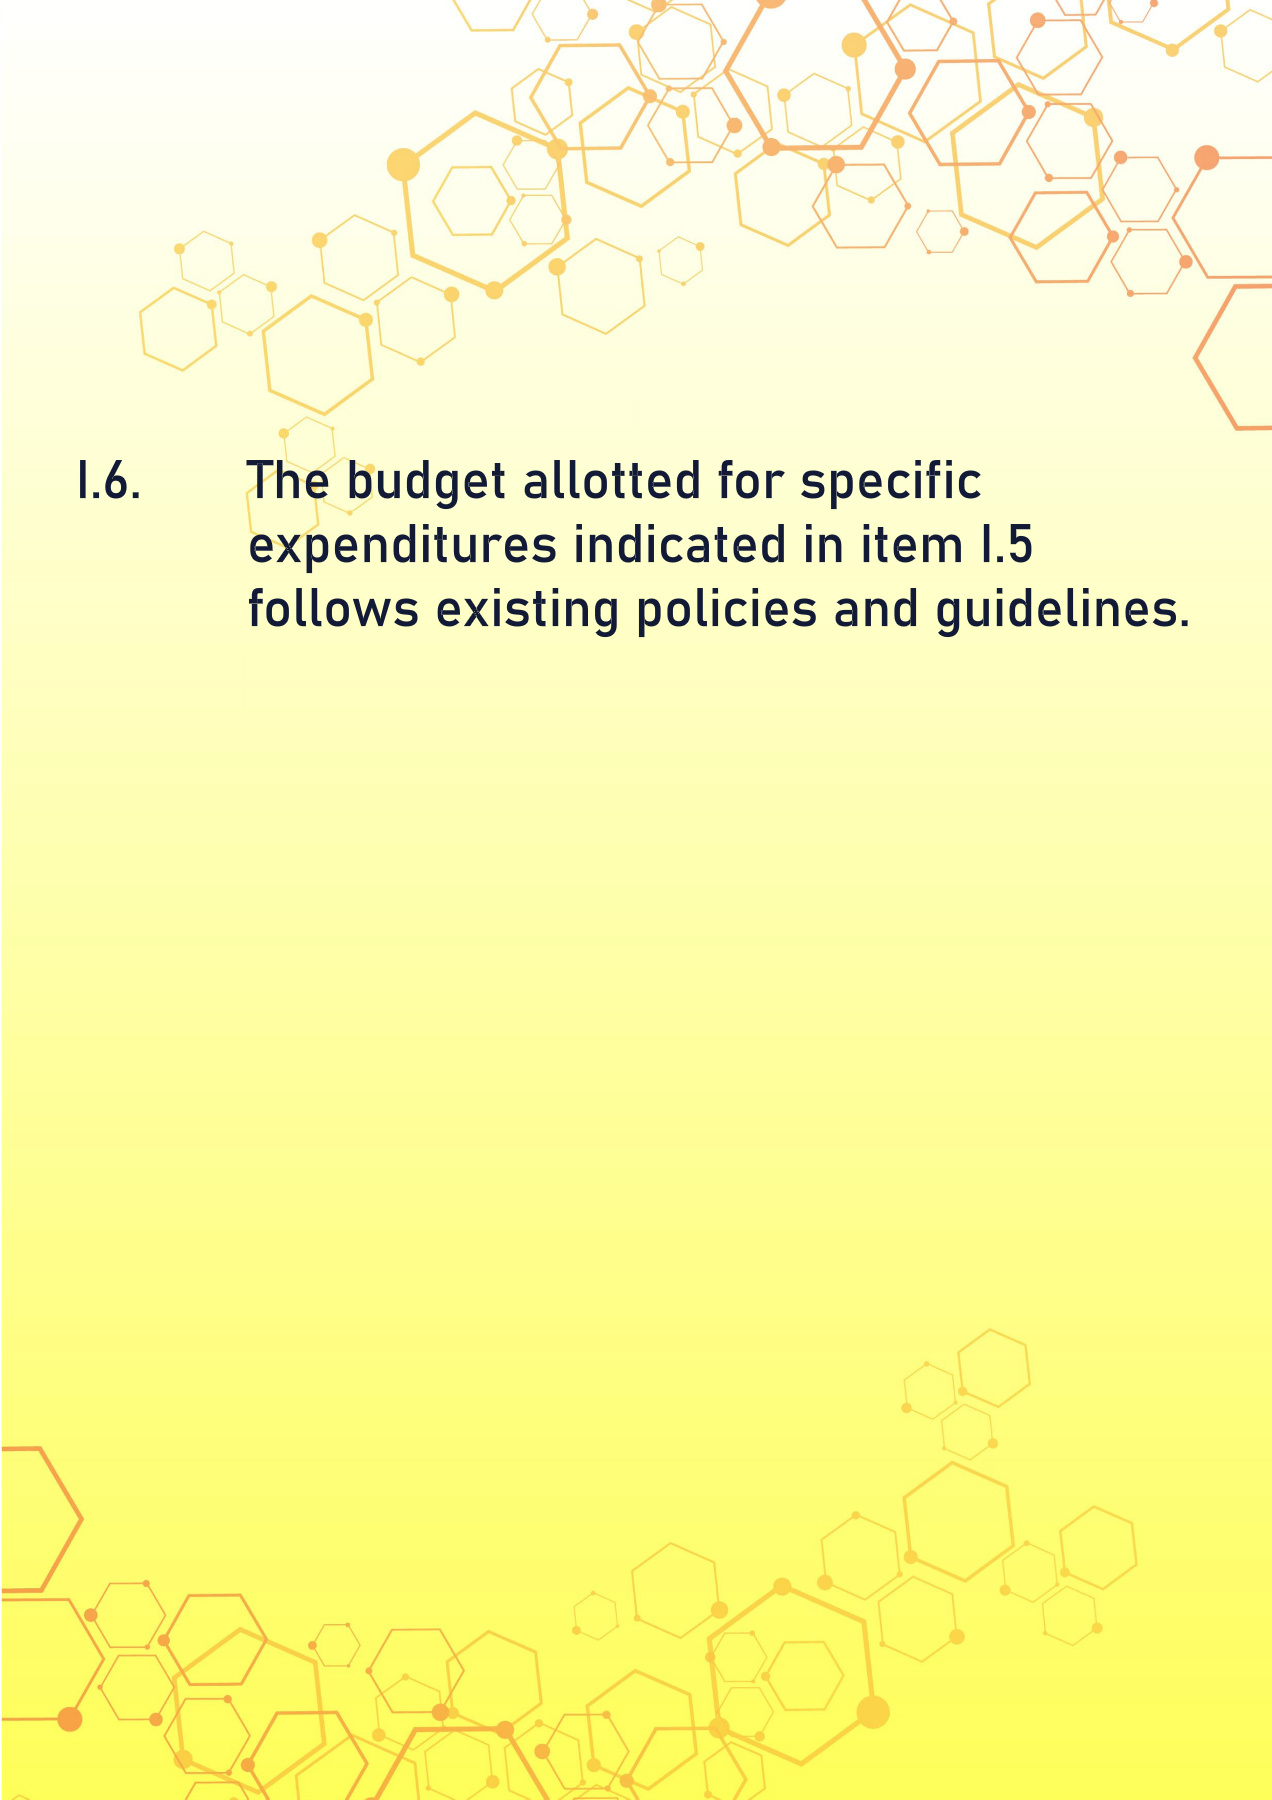 I.6. The budget allotted for specific
expenditures indicated in item I.5
follows existing policies and guidelines.